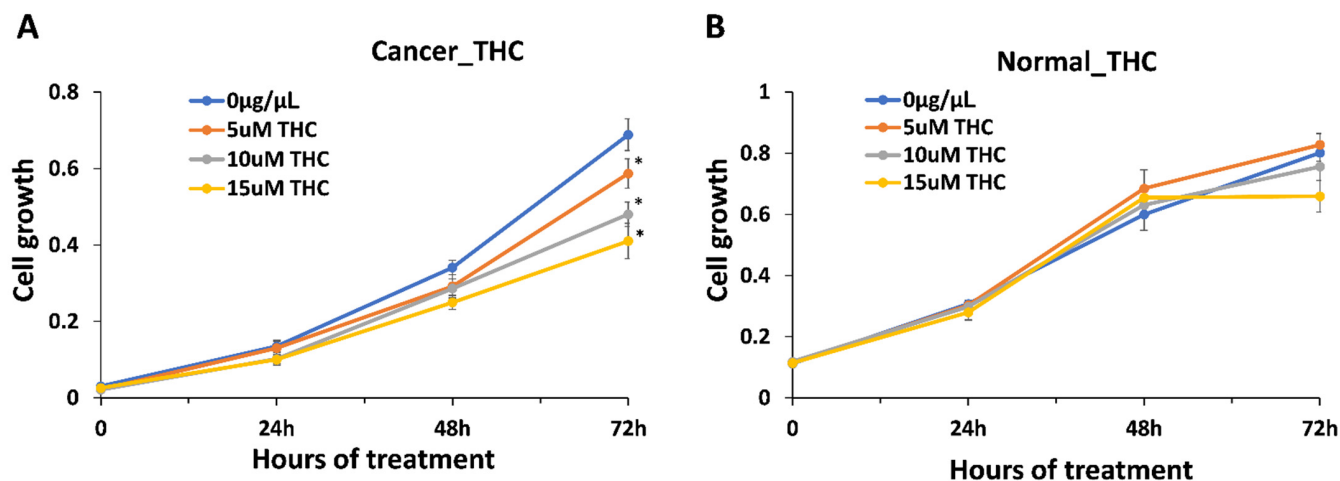 A
Cancer_THC
0µg/µL
5uM THC
10uM THC
15uM THC
0.8
0.6
0.4
0.2
0
*
*
*
Cell growth
0 24h 48h 72h
Hours of treatment
B
Normal_THC
0µg/µL
5uM THC
10uM THC
15uM THC
1
0.8
0.6
0.4
0.2
0
Cell growth
0 24h 48h 72h
Hours of treatment